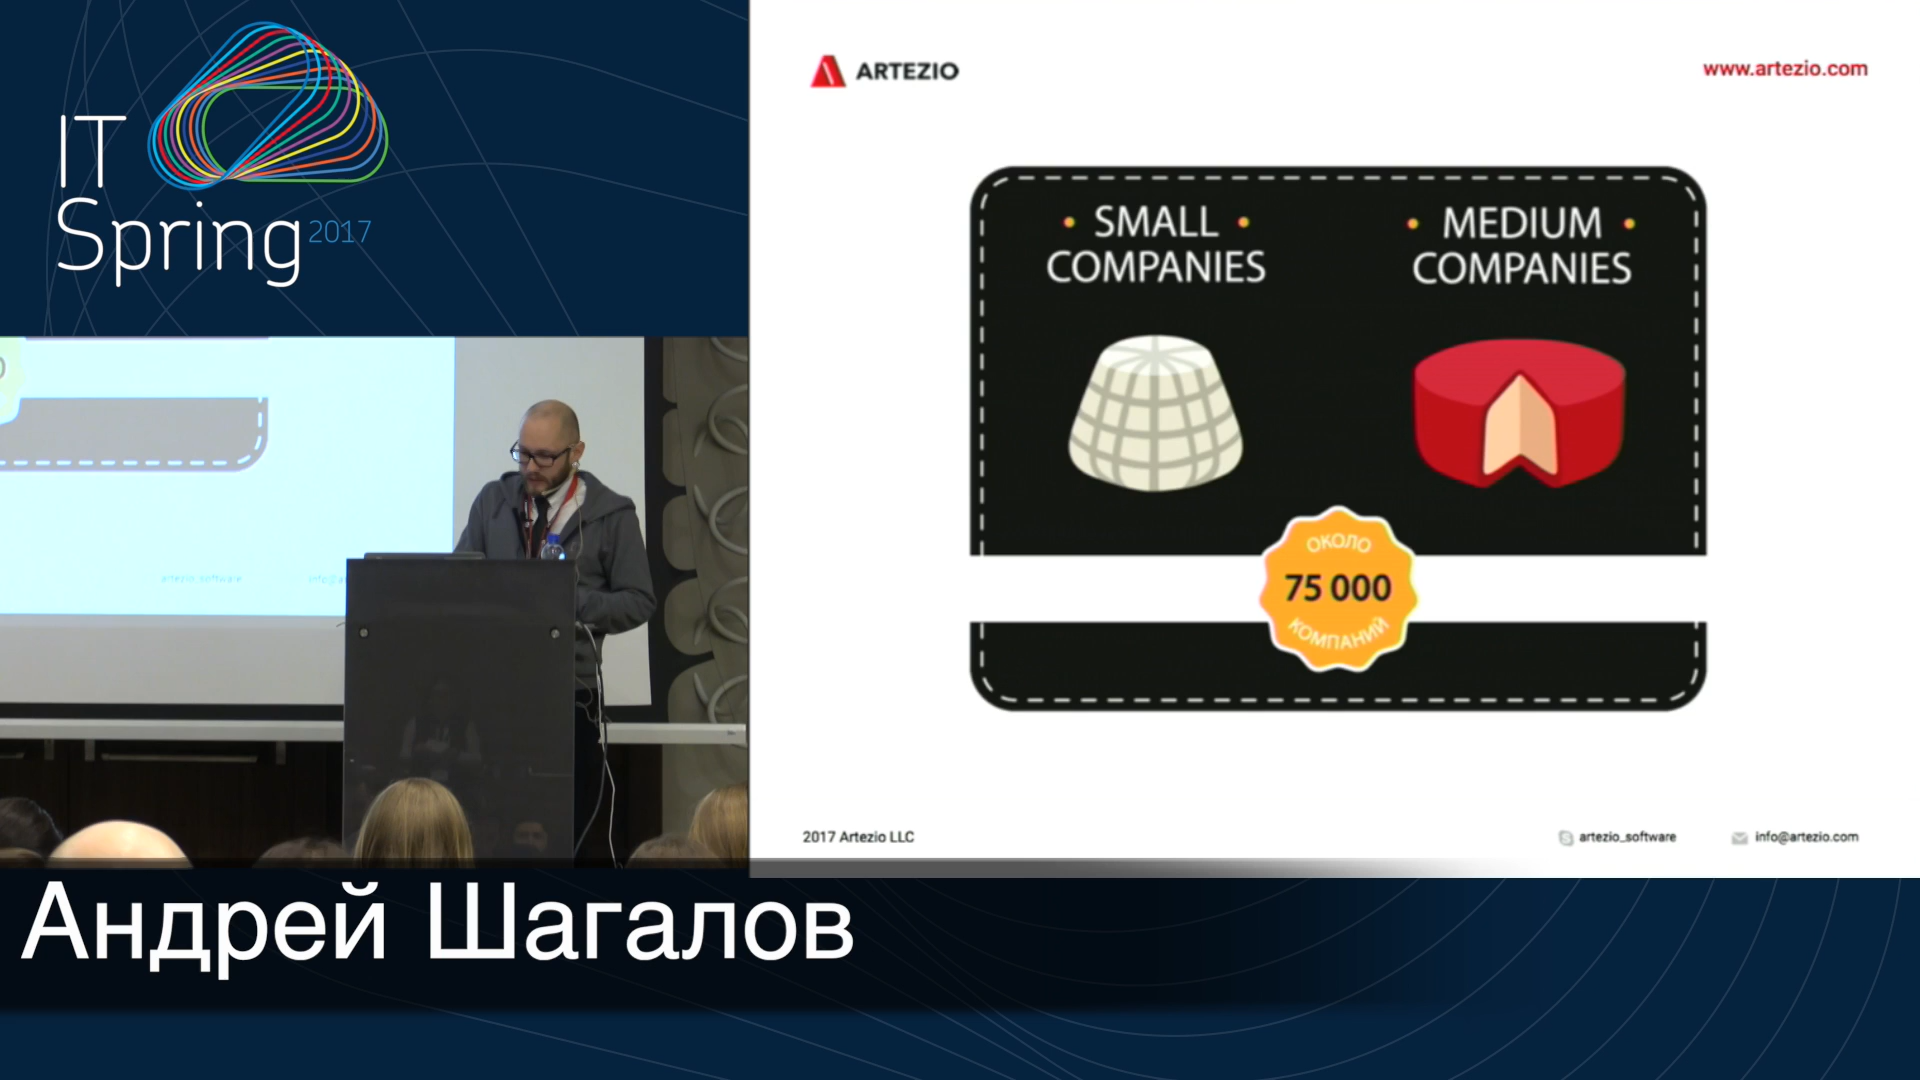 IT
Spring 2017
ARTEZIO
www.artezio.com
• SMALL •
COMPANIES
• MEDIUM •
COMPANIES
ОКОЛО
75 000
КОМПАНИЙ
2017 Artezio LLC
artezio_software
info@artezio.com
artezio_software
Андрей Шагалов